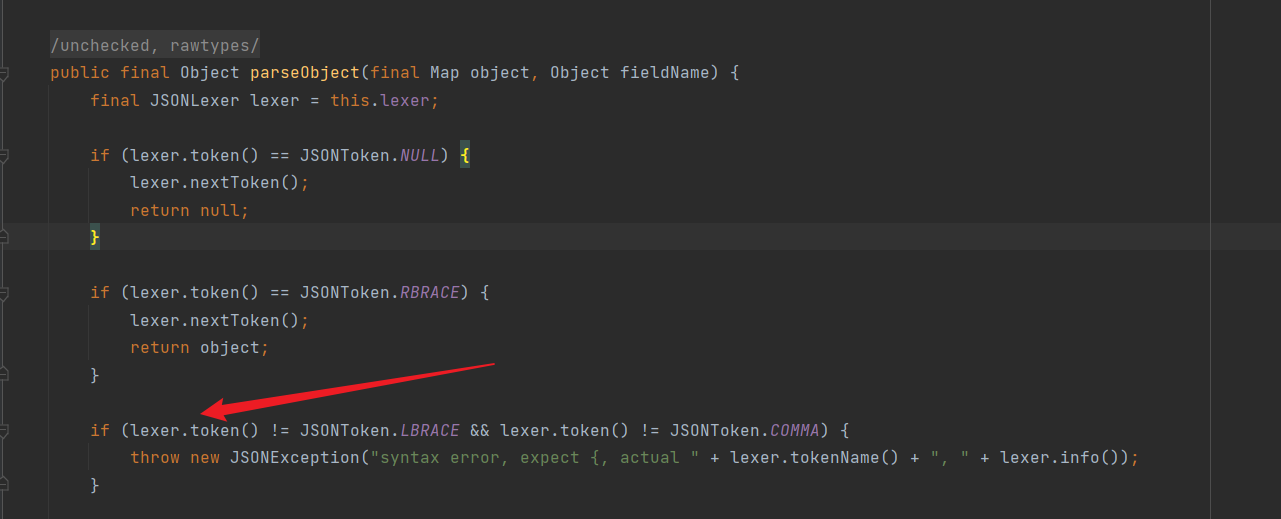 /unchecked, rawtypes/
public final Object parseObject(final Map object, Object fieldName) {
final JSONLexer lexer = this.lexer;
if (lexer.token() == JSONToken.NULL) {
lexer.nextToken();
return null;
}
if (lexer.token() == JSONToken.RBRACE) {
lexer.nextToken();
return object;
}
if (lexer.token() != JSONToken.LBRACE && lexer.token() != JSONToken.COMMA) {
throw new JSONException("syntax error, expect {, actual " + lexer.tokenName() + ", " + lexer.info());
}